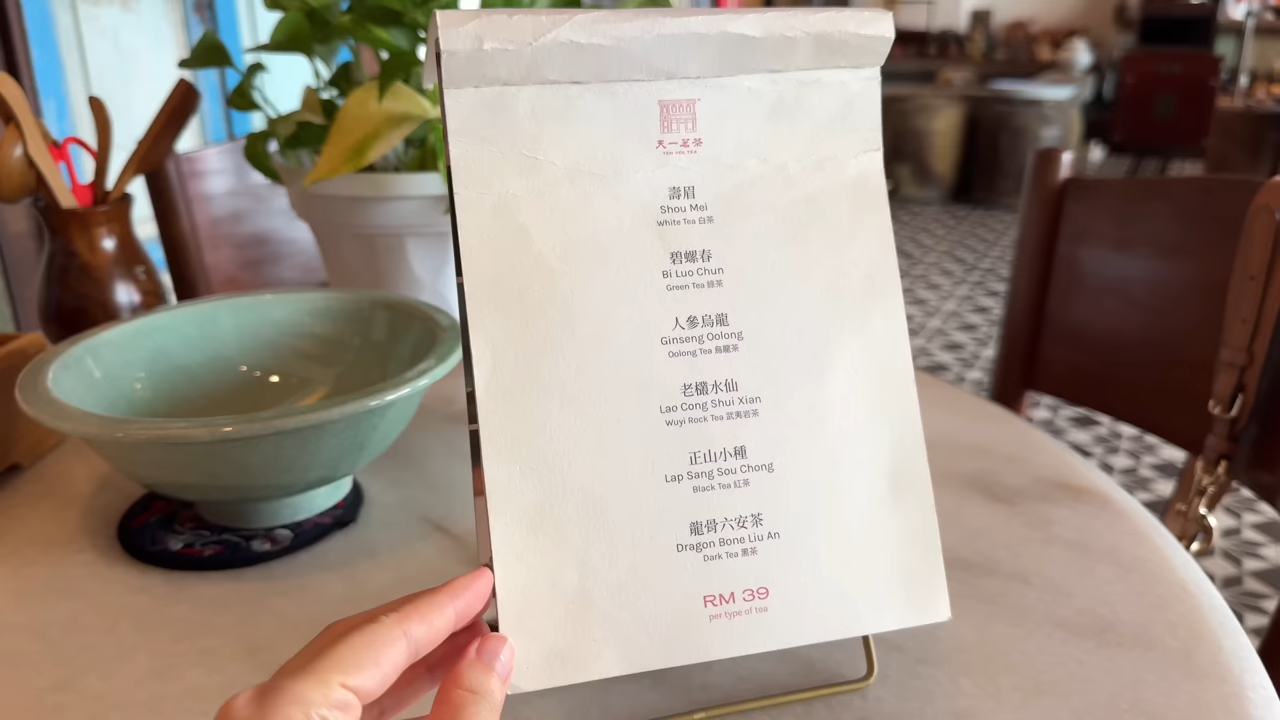 天一茗茶
TEN YEE TEA
壽眉
Shou Mei
White Tea 白茶
碧螺春
Bi Luo Chun
Green Tea 綠茶
人參烏龍
Ginseng Oolong
Oolong Tea 烏龍茶
老欉水仙
Lao Cong Shui Xian
Wuyi Rock Tea 武夷岩茶
正山小種
Lap Sang Sou Chong
Black Tea 紅茶
龍骨六安茶
Dragon Bone Liu An
Dark Tea 黑茶
RM 39
per type of tea